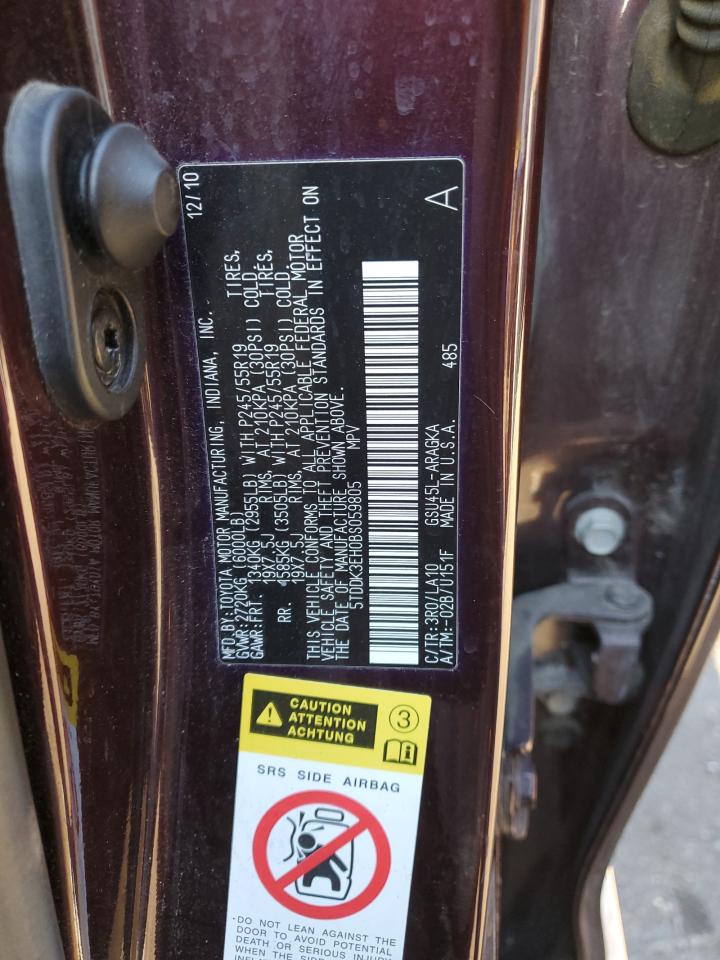 MFD. BY: TOYOTA MOTOR MANUFACTURING, INDIANA, INC. 12/10
GVWR: 2720KG (6000LB)
GAWR: FRT. 1340KG (2955LB) WITH P245/55R19 TIRES,
19X7.5J RIMS, AT 210KPA (30PSI) COLD.
RR. 1585KG (3505LB) WITH P245/55R19 TIRES,
19X7.5J RIMS, AT 210KPA (30PSI) COLD.
THIS VEHICLE CONFORMS TO ALL APPLICABLE FEDERAL MOTOR
VEHICLE SAFETY AND THEFT PREVENTION STANDARDS IN EFFECT ON
THE DATE OF MANUFACTURE SHOWN ABOVE.
5TDDK3EH0BS059805 MPV
C/TR: 3R0/LA10 GSU45L-ARAGKA 485 A
A/TM: -02B/U151F MADE IN U.S.A.
CAUTION
ATTENTION
ACHTUNG
3
SRS SIDE AIRBAG
·DO NOT LEAN AGAINST THE
DOOR TO AVOID POTENTIAL
DEATH OR SERIOUS INJURY
WHEN THE SIDE